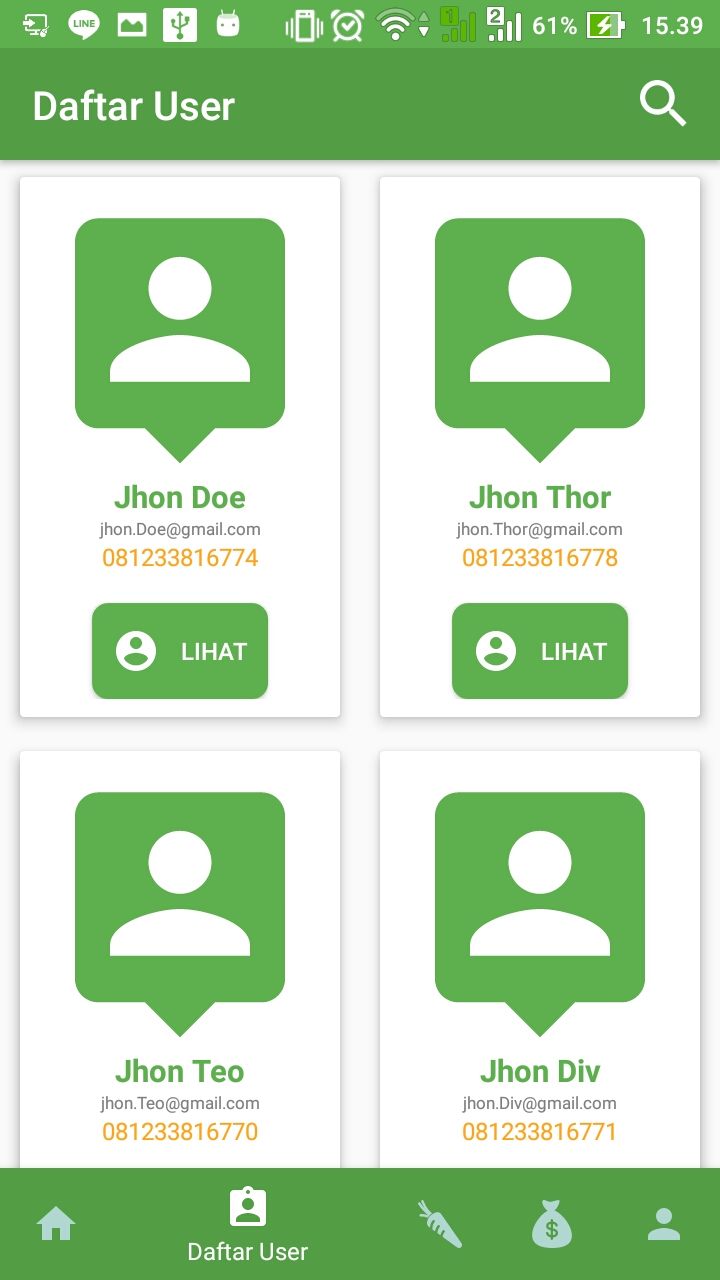 LINE 1 2 61% 15.39
Daftar User
Jhon Doe
jhon.Doe@gmail.com
081233816774
LIHAT
Jhon Thor
jhon.Thor@gmail.com
081233816778
LIHAT
Jhon Teo
jhon.Teo@gmail.com
081233816770
Jhon Div
jhon.Div@gmail.com
081233816771
$
Daftar User